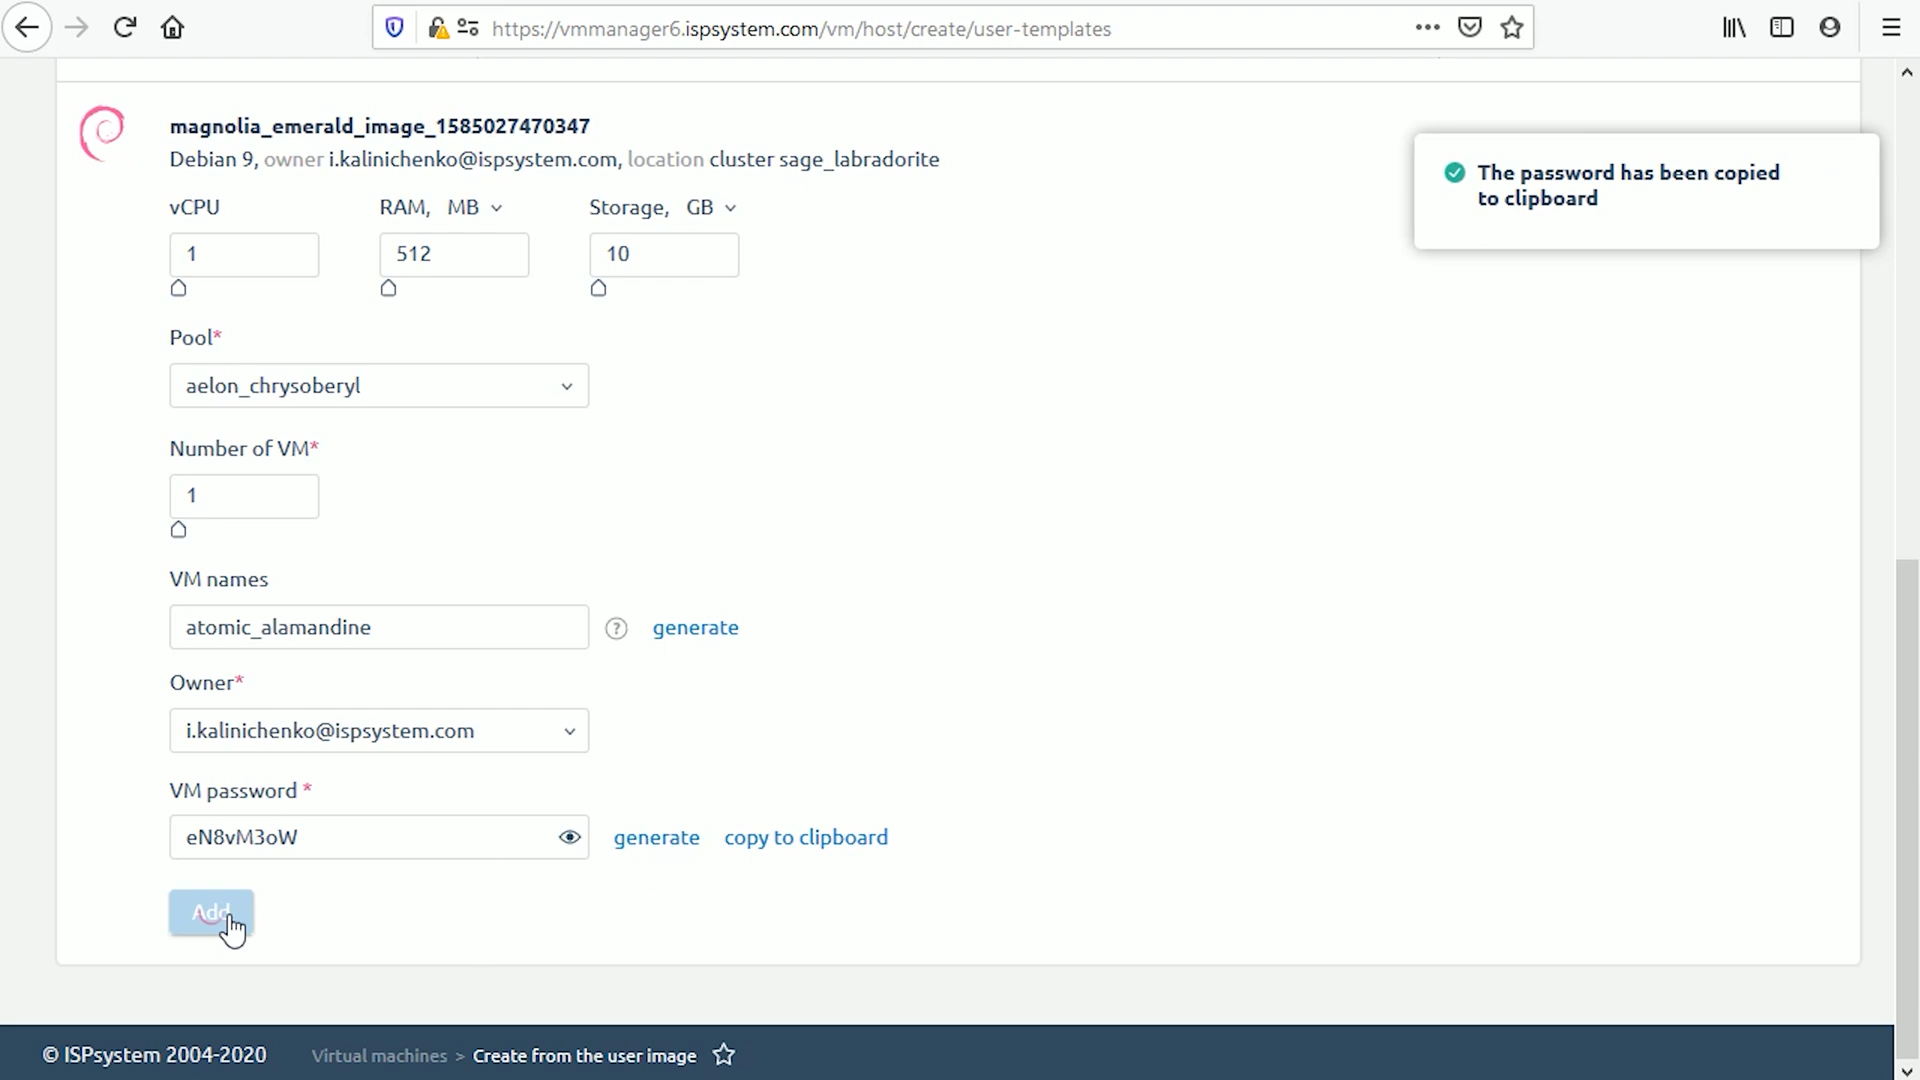 https://vmmanager6.ispsystem.com/vm/host/create/user-templates
magnolia_emerald_image_1585027470347
Debian 9, owner i.kalinichenko@ispsystem.com, location cluster sage_labradorite
The password has been copied
to clipboard
vCPU RAM, MB Storage, GB
1 512 10
Pool*
aelon_chrysoberyl
Number of VM*
1
VM names
atomic_alamandine ? generate
Owner*
i.kalinichenko@ispsystem.com
VM password *
eN8vM3oW generate copy to clipboard
Add
© ISPsystem 2004-2020 Virtual machines > Create from the user image